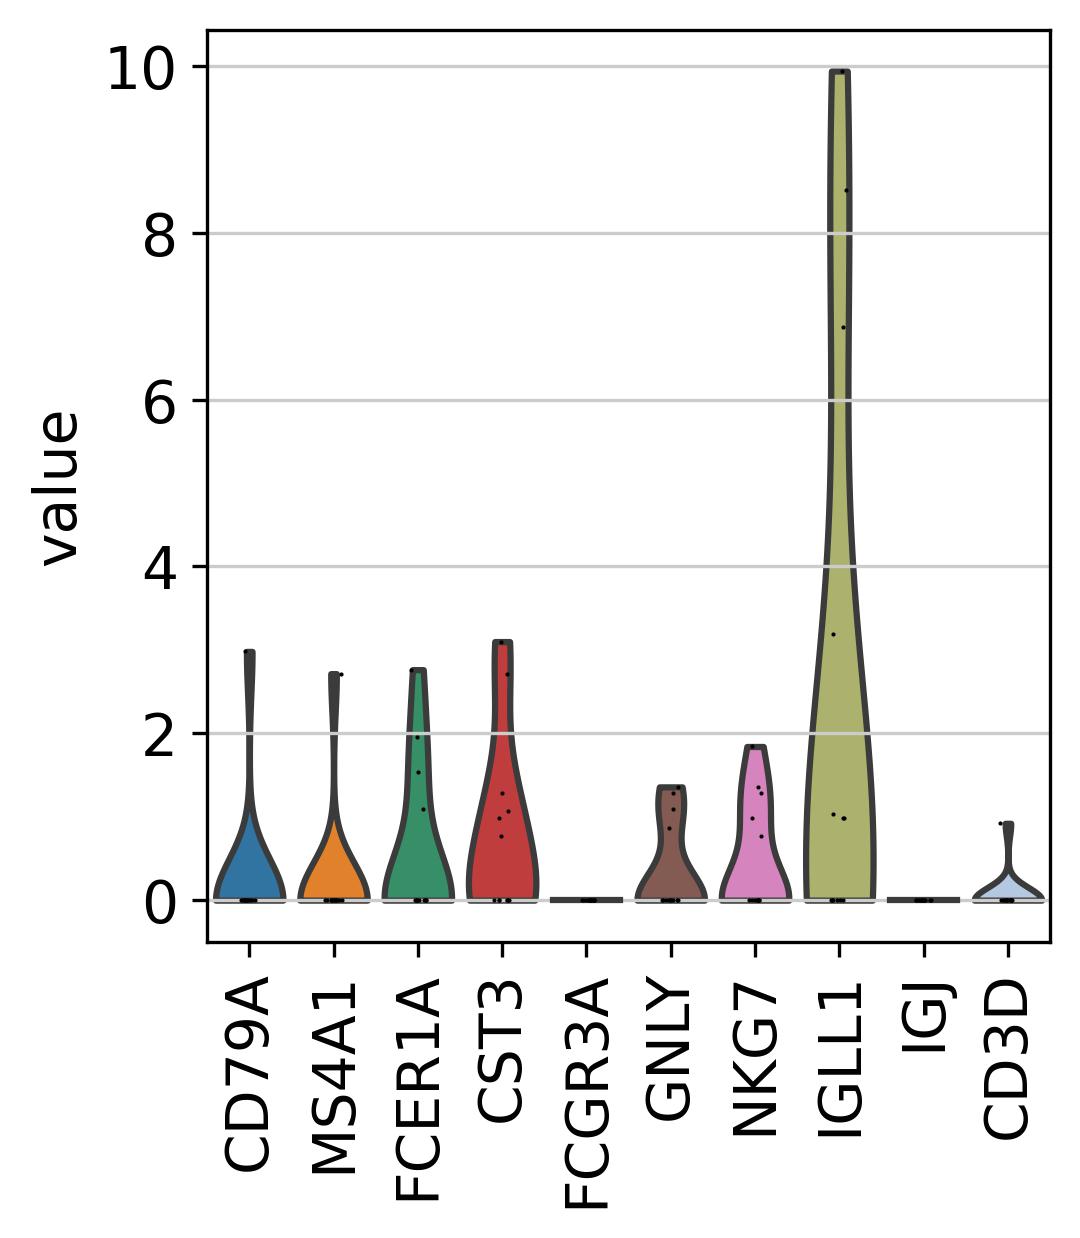 10
8
6
4
2
0
value
CD79A
MS4A1
FCER1A
CST3
FCGR3A
GNLY
NKG7
IGLL1
IGJ
CD3D